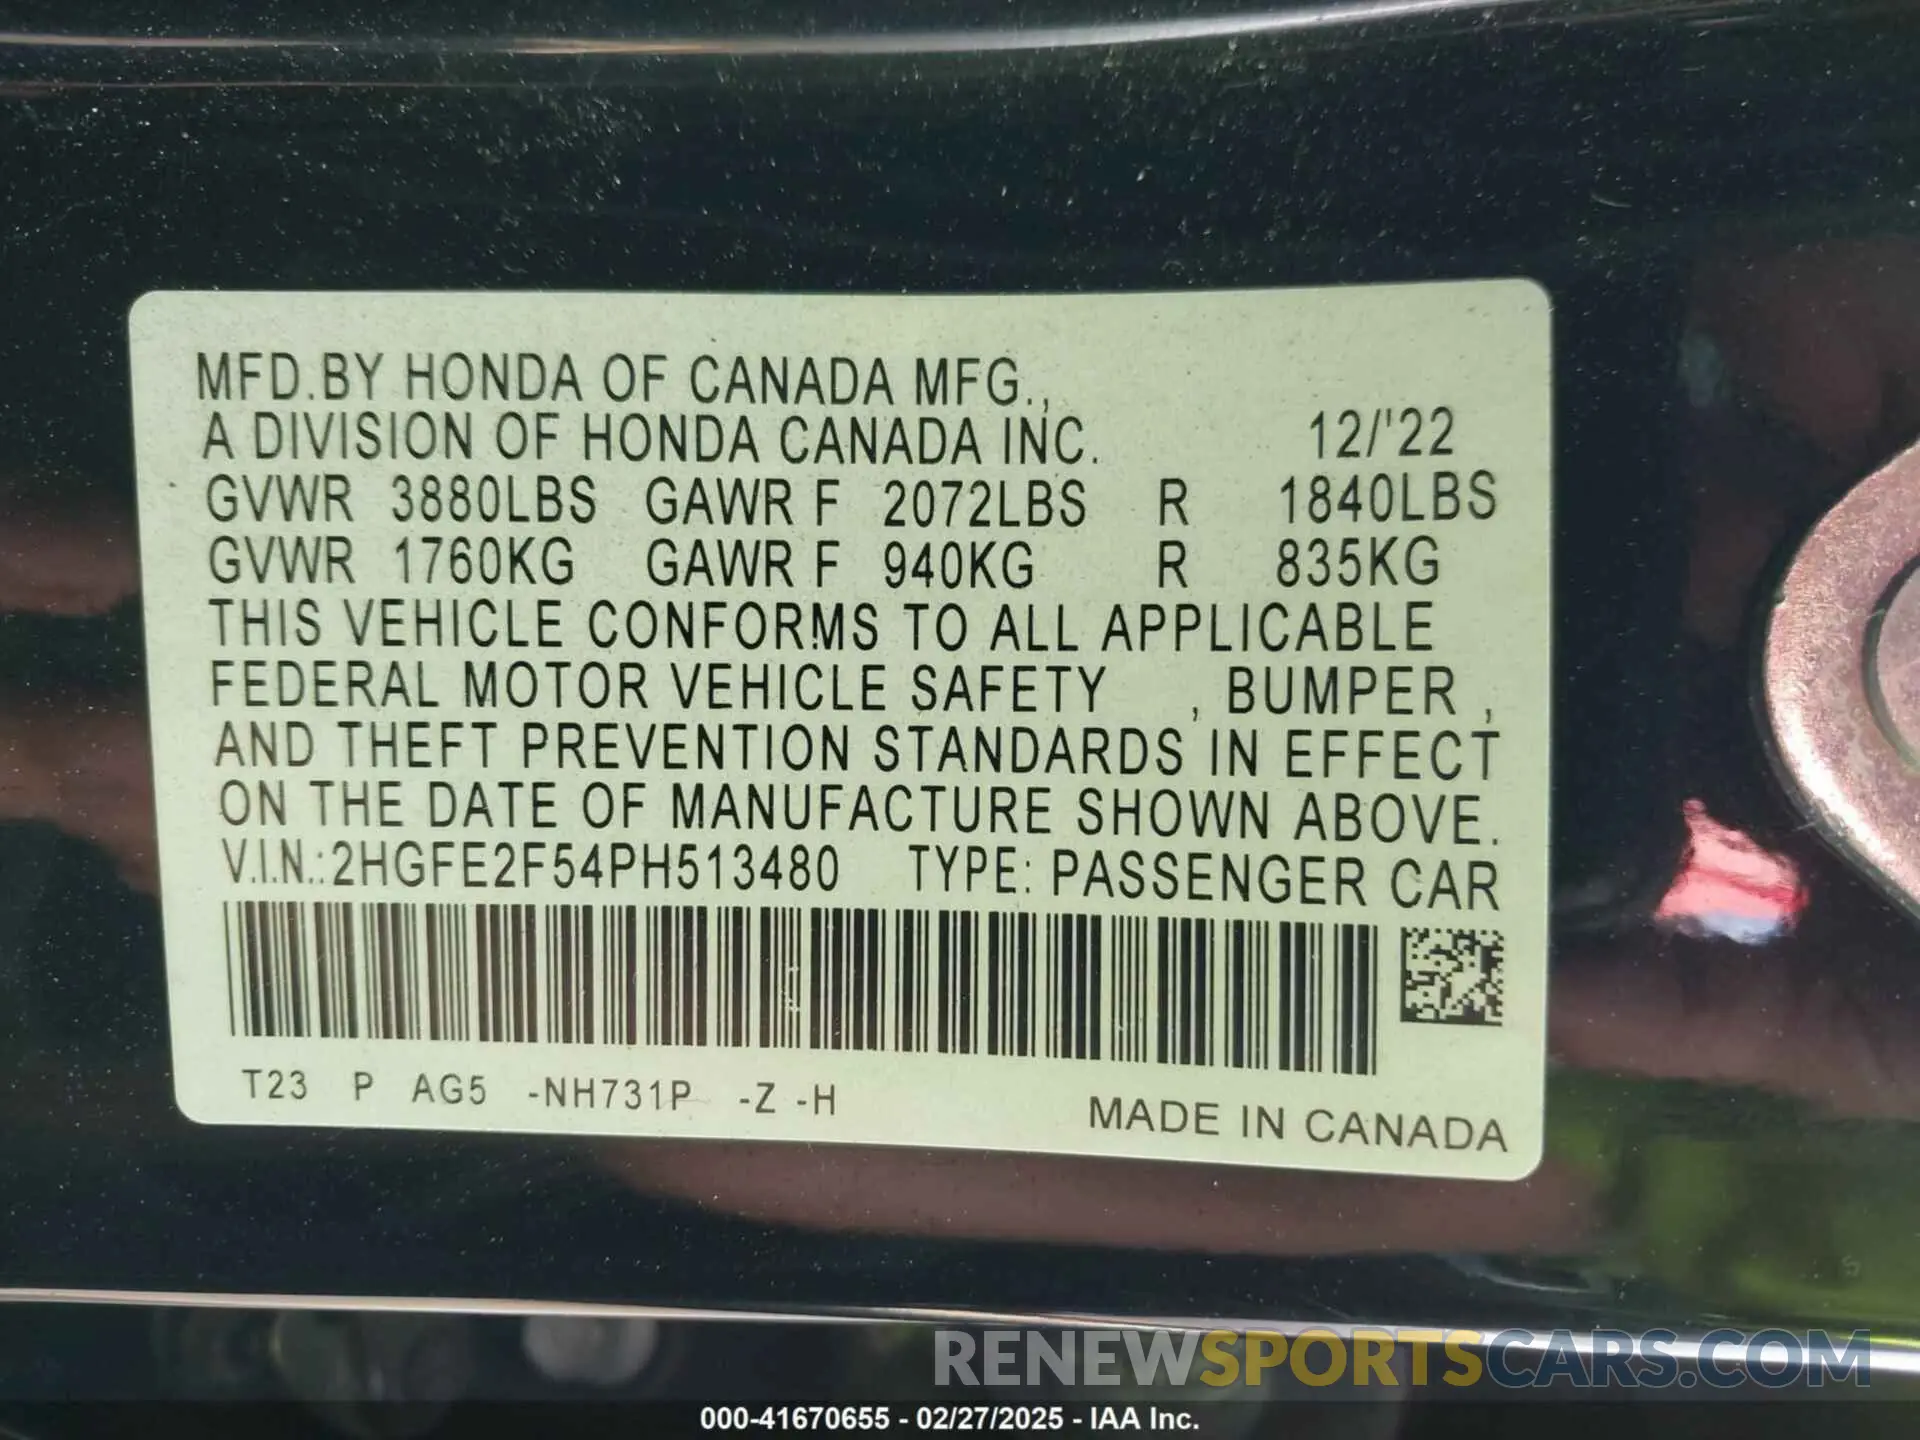 MFD.BY HONDA OF CANADA MFG.,
A DIVISION OF HONDA CANADA INC. 12/'22
GVWR 3880LBS GAWR F 2072LBS R 1840LBS
GVWR 1760KG GAWR F 940KG R 835KG
THIS VEHICLE CONFORMS TO ALL APPLICABLE
FEDERAL MOTOR VEHICLE SAFETY , BUMPER ,
AND THEFT PREVENTION STANDARDS IN EFFECT
ON THE DATE OF MANUFACTURE SHOWN ABOVE.
V.I.N.:2HGFE2F54PH513480 TYPE: PASSENGER CAR
T23 P AG5 -NH731P -Z -H
MADE IN CANADA
RENEWSPORTSCARS.COM
000-41670655 - 02/27/2025 - IAA Inc.